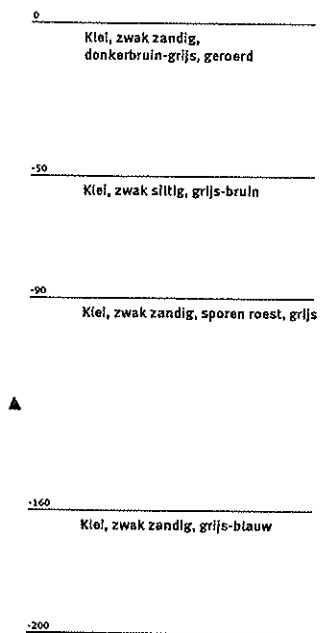 0
Klei, zwak zandig,
donkerbruin-grijs, geroerd
-50
Klei, zwak siltig, grijs-bruin
-90
Klei, zwak zandig, sporen roest, grijs
-160
Klei, zwak zandig, grijs-blauw
-200